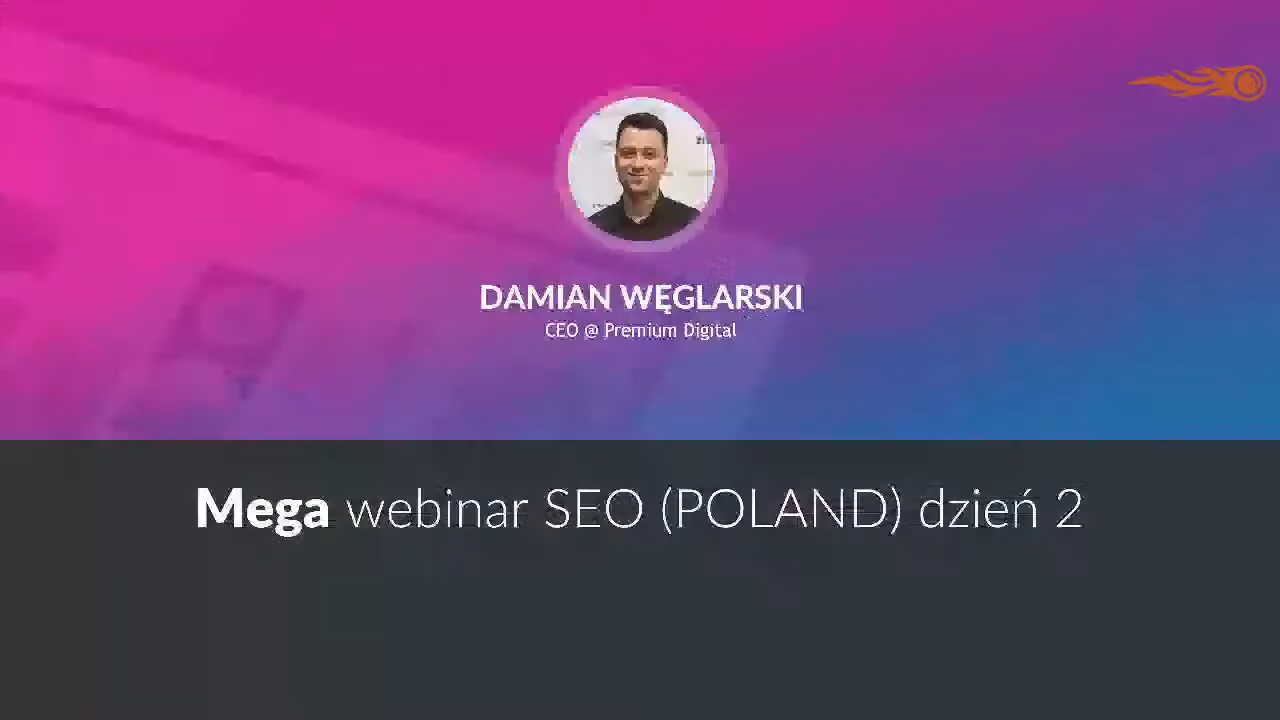 DAMIAN WĘGLARSKI
CEO @ Premium Digital
Mega webinar SEO (POLAND) dzień 2